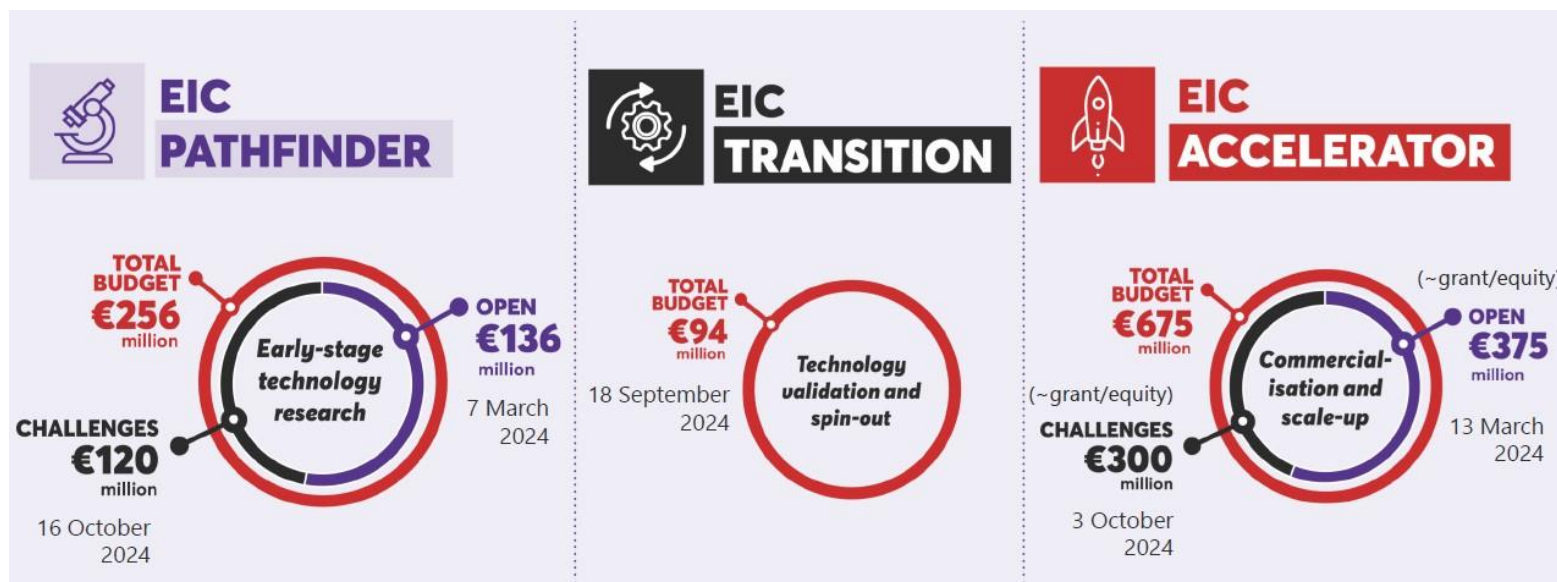 EIC
PATHFINDER
TOTAL
BUDGET
€256
million
Early-stage
technology
research
OPEN
€136
million
7 March
2024
CHALLENGES
€120
million
16 October
2024
EIC
TRANSITION
TOTAL
BUDGET
€94
million
18 September
2024
Technology
validation and
spin-out
EIC
ACCELERATOR
TOTAL
BUDGET
€675
million
(~grant/equity)
OPEN
€375
million
13 March
2024
Commercial-
isation and
scale-up
(~grant/equity)
CHALLENGES
€300
million
3 October
2024